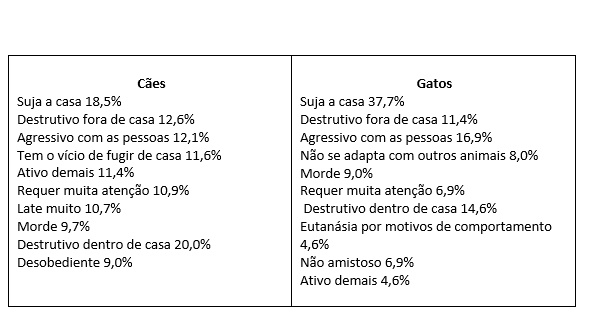 Cães
Suja a casa 18,5%
Destrutivo fora de casa 12,6%
Agressivo com as pessoas 12,1%
Tem o vício de fugir de casa 11,6%
Ativo demais 11,4%
Requer muita atenção 10,9%
Late muito 10,7%
Morde 9,7%
Destrutivo dentro de casa 20,0%
Desobediente 9,0%
Gatos
Suja a casa 37,7%
Destrutivo fora de casa 11,4%
Agressivo com as pessoas 16,9%
Não se adapta com outros animais 8,0%
Morde 9,0%
Requer muita atenção 6,9%
Destrutivo dentro de casa 14,6%
Eutanásia por motivos de comportamento
4,6%
Não amistoso 6,9%
Ativo demais 4,6%